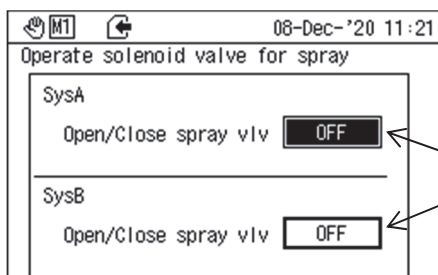 M1 08-Dec-'20 11:21
Operate solenoid valve for spray
SysA
Open/Close spray vlv OFF
SysB
Open/Close spray vlv OFF